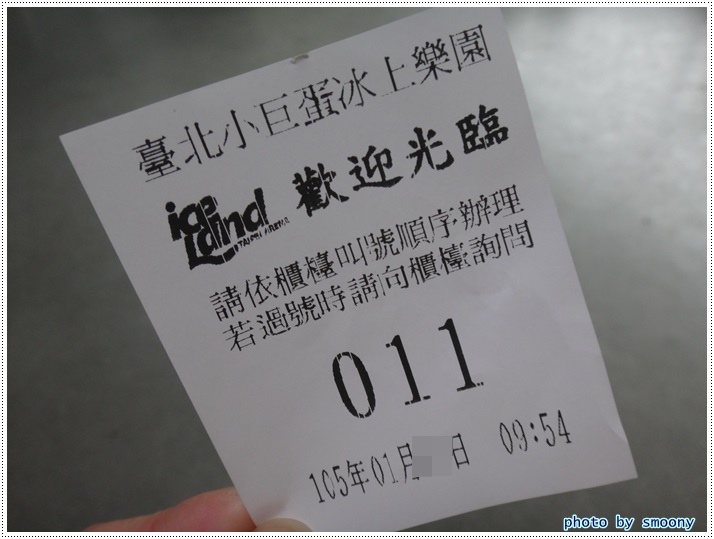 臺北小巨蛋冰上樂園
ice Land TAIPEI ARENA 歡迎光臨
請依櫃檯叫號順序辦理
若過號時請向櫃檯詢問
011
105年01月 日 09:54
photo by smoony